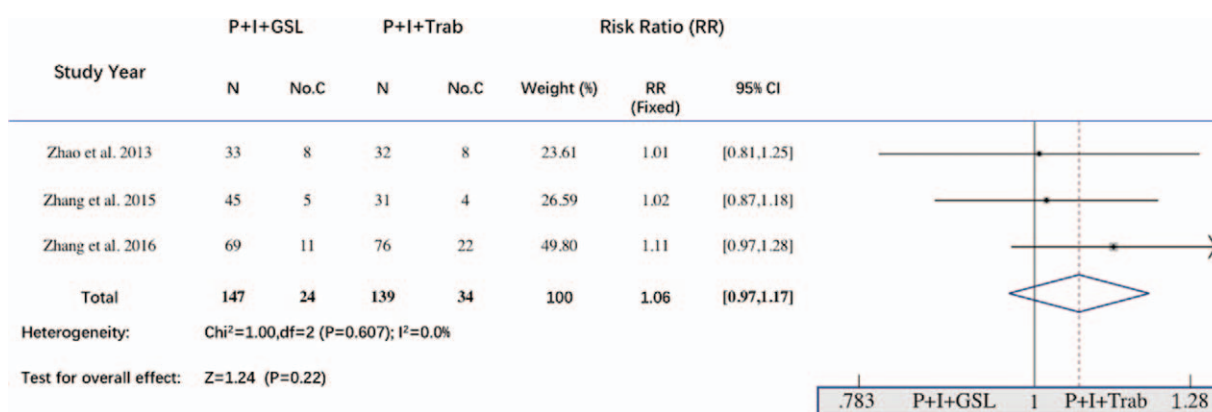 P+I+GSL P+I+Trab Risk Ratio (RR)
Study Year N No.C N No.C Weight (%) RR (Fixed) 95% CI
Zhao et al. 2013 33 8 32 8 23.61 1.01 [0.81,1.25]
Zhang et al. 2015 45 5 31 4 26.59 1.02 [0.87,1.18]
Zhang et al. 2016 69 11 76 22 49.80 1.11 [0.97,1.28]
Total 147 24 139 34 100 1.06 [0.97,1.17]
Heterogeneity: Chi²=1.00,df=2 (P=0.607); I²=0.0%
Test for overall effect: Z=1.24 (P=0.22)
.783 P+I+GSL 1 P+I+Trab 1.28